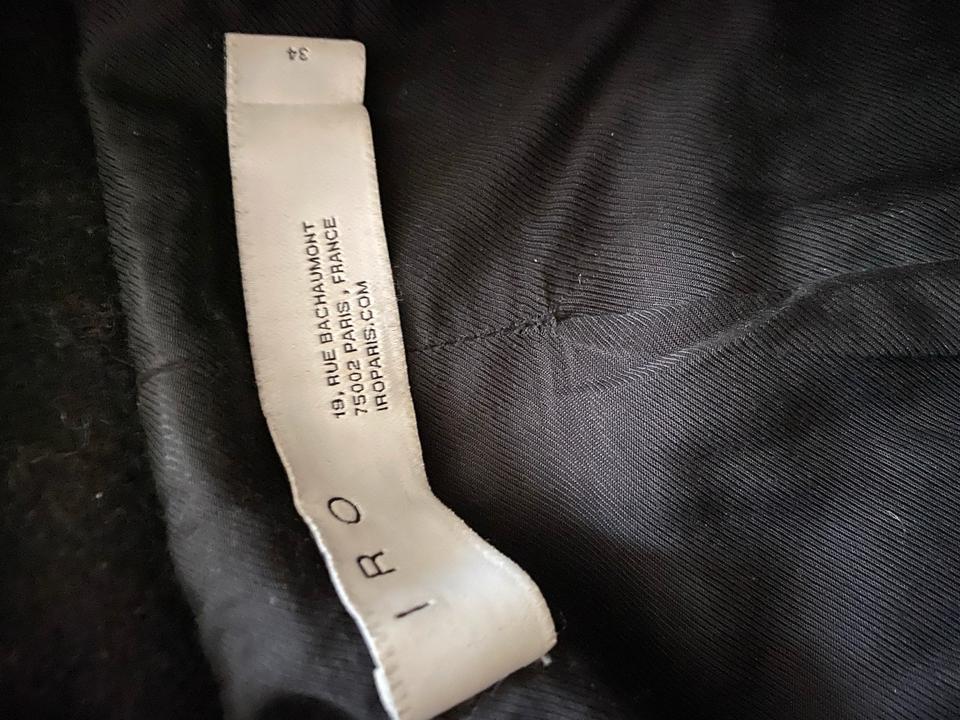 IRO
19, RUE BACHAUMONT
75002 PARIS, FRANCE
IROPARIS.COM
34